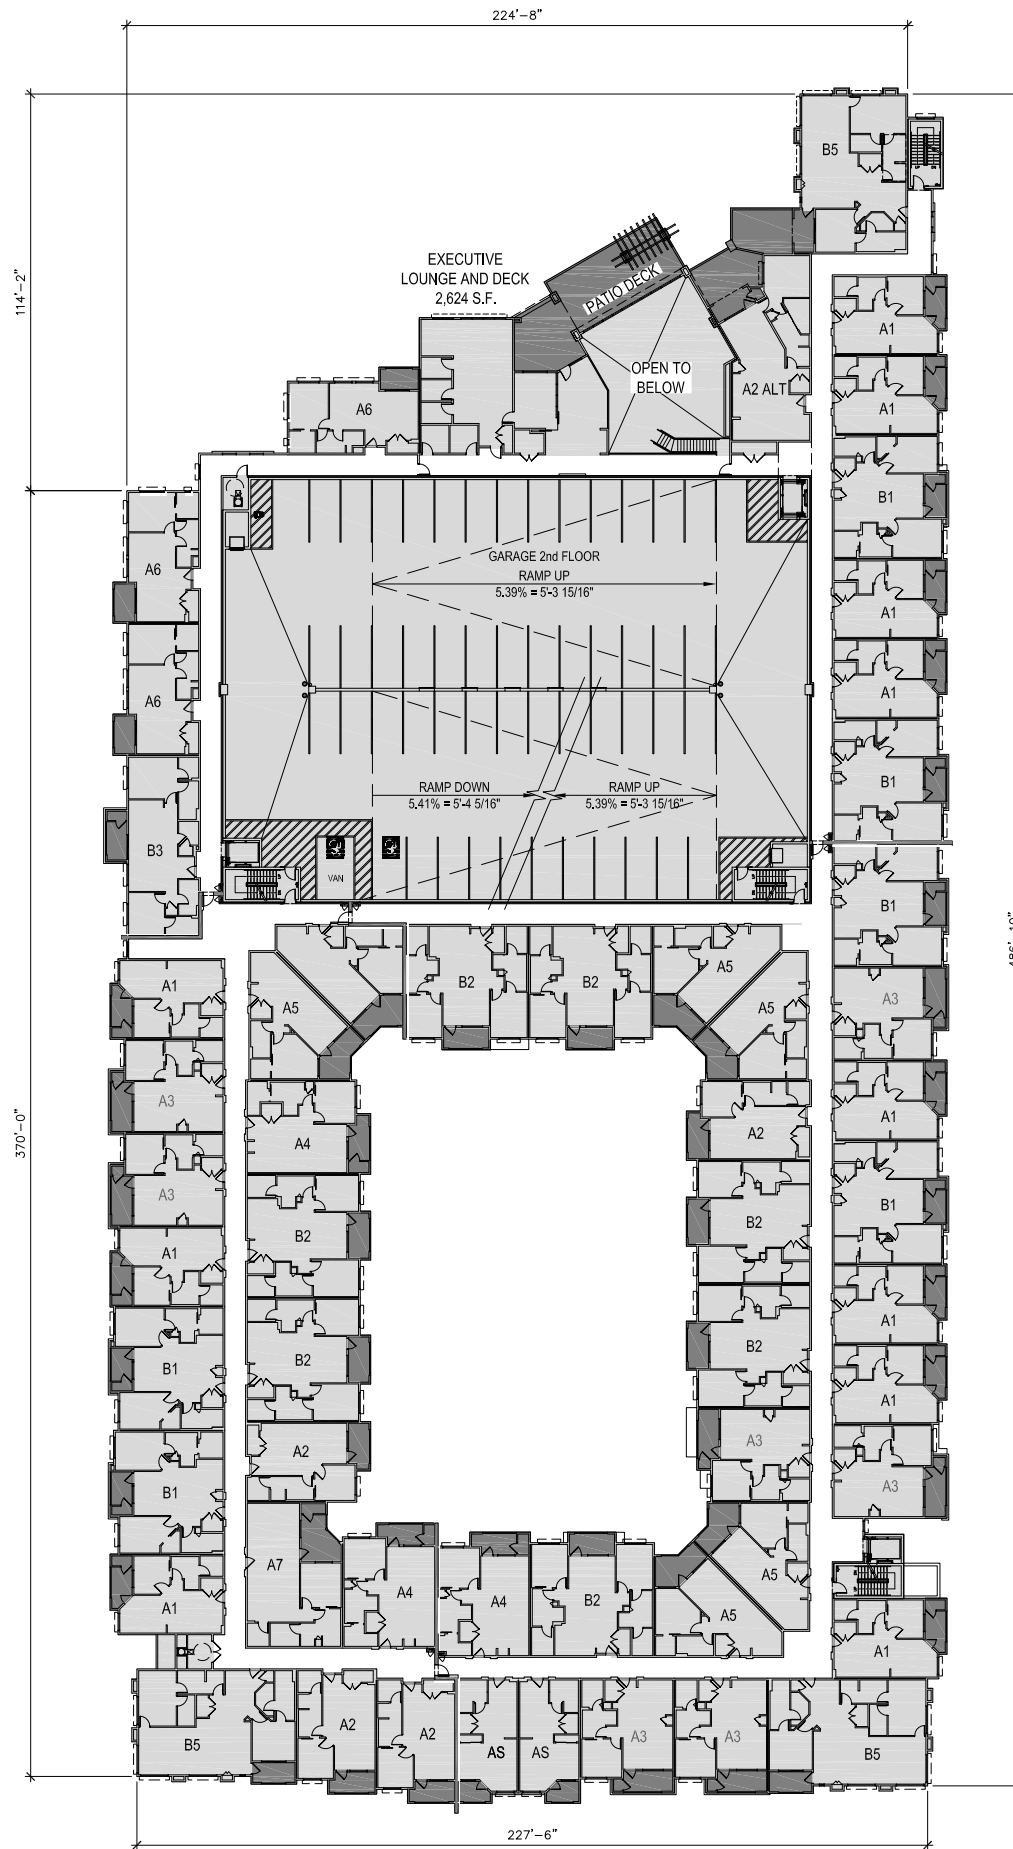 224'-8"
B5
114'-2"
EXECUTIVE
LOUNGE AND DECK
2,624 S.F.
PATIO DECK
A1
OPEN TO
BELOW
A2 ALT
A6
A1
B1
GARAGE 2nd FLOOR
RAMP UP
5.39% = 5'-3 15/16"
A6
A1
A6
A1
B1
RAMP DOWN
5.41% = 5'-4 5/16"
RAMP UP
5.39% = 5'-3 15/16"
B3
VAN
B1
486'-10"
A5
B2
B2
A5
A1
A5
A5
A3
A3
370'-0"
A4
A2
A1
A3
B2
B2
B1
A1
B1
B2
B2
A1
A1
B1
A2
A3
A3
A7
A4
A4
B2
A5
A5
A1
A1
B5
A2
A2
AS
AS
A3
A3
B5
227'-6"